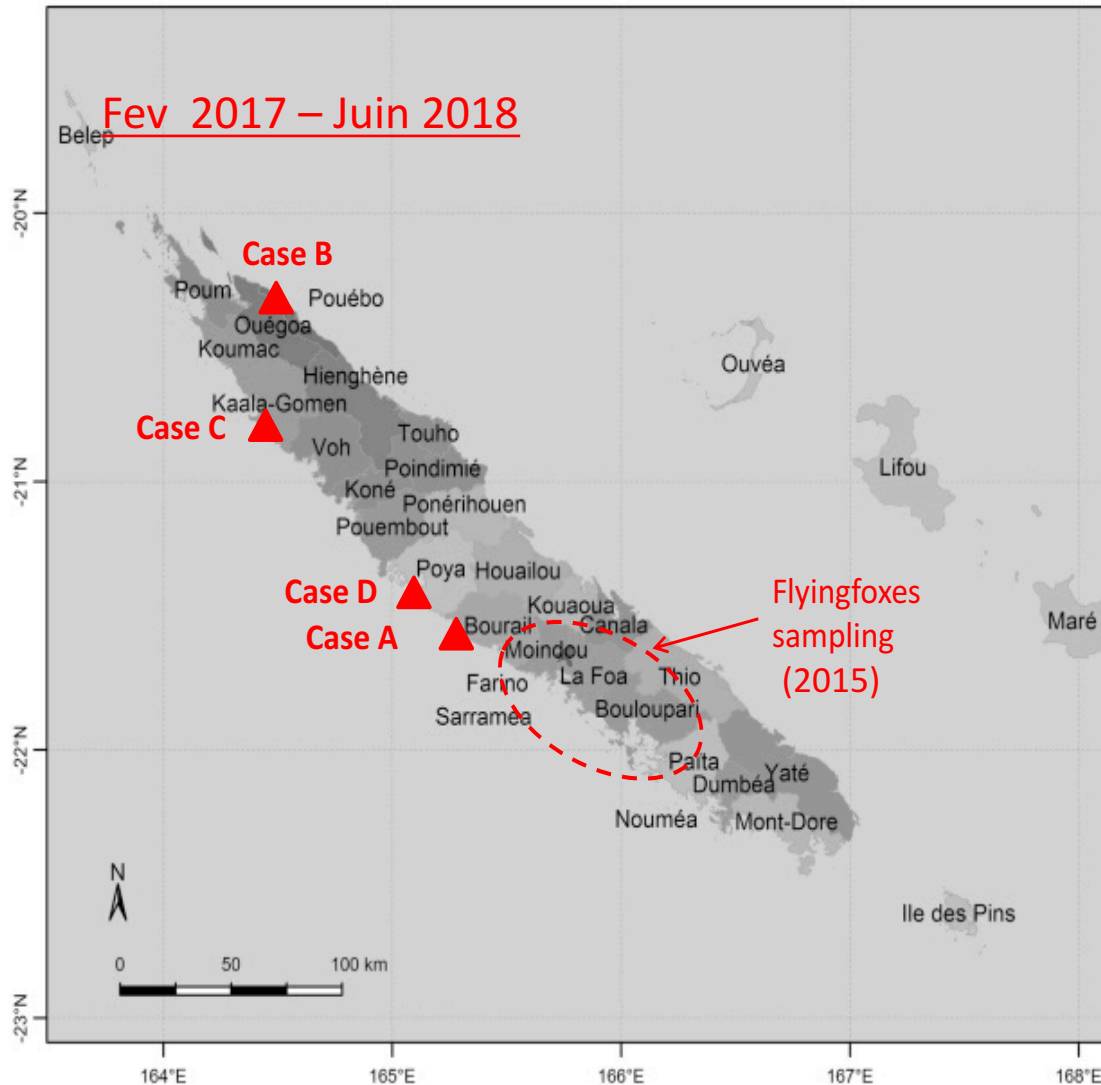 Fev 2017 – Juin 2018
Belep
-20°N
-21°N
-22°N
-23°N
Case B
Poum
Pouébo
Ouégoa
Koumac
Hienghène
Kaala-Gomen
Case C
Voh
Touho
Poindimié
Koné
Ponérihouen
Pouembout
Ouvéa
Lifou
Maré
Poya
Houailou
Case D
Kouaoua
Case A
Bourail
Canala
Moindou
Farino
La Foa
Thio
Sarraméa
Bouloupari
Flyingfoxes
sampling
(2015)
Païta
Yaté
Dumbéa
Nouméa
Mont-Dore
Ile des Pins
N
0 50 100 km
164°E 165°E 166°E 167°E 168°E